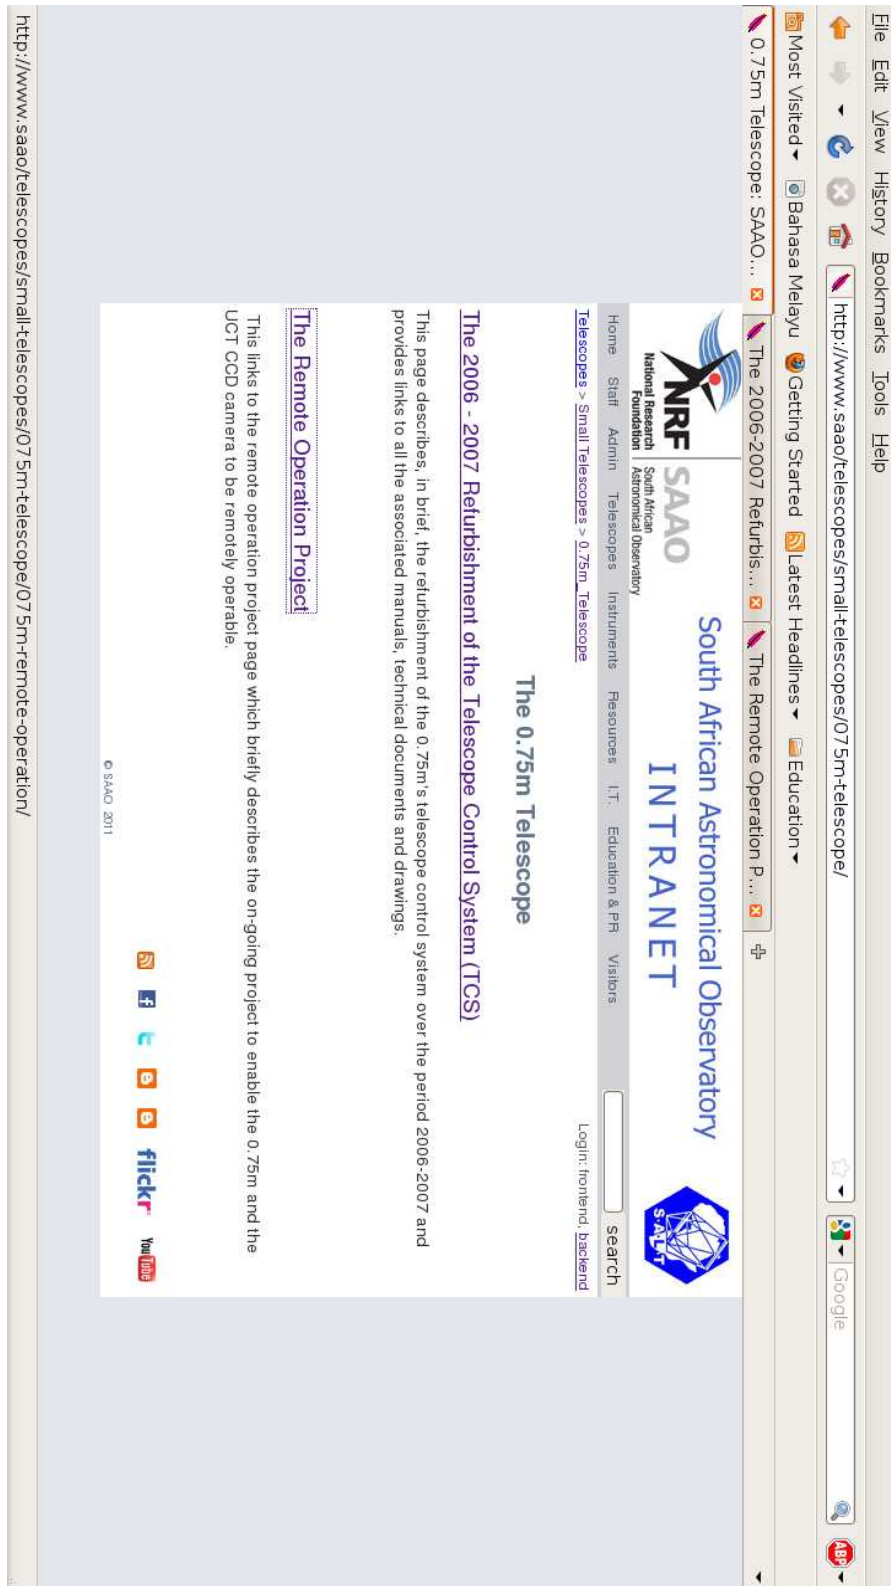 File Edit View History Bookmarks Tools Help
http://www.saao/telescopes/small-telescopes/075m-telescope/
Google
ABP
Most Visited Bahasa Melayu Getting Started Latest Headlines Education
0.75m Telescope: SAAO... The 2006-2007 Refurbis... The Remote Operation P...
NRF SAAO
National Research Foundation
South African Astronomical Observatory
South African Astronomical Observatory
INTRANET
S·A·L·T
Home Staff Admin Telescopes Instruments Resources I.T. Education & PR Visitors search
Telescopes > Small Telescopes > 0.75m_Telescope
Login: frontend, backend
The 0.75m Telescope
The 2006 - 2007 Refurbishment of the Telescope Control System (TCS)
This page describes, in brief, the refurbishment of the 0.75m's telescope control system over the period 2006-2007 and
provides links to all the associated manuals, technical documents and drawings.
The Remote Operation Project
This links to the remote operation project page which briefly describes the on-going project to enable the 0.75m and the
UCT CCD camera to be remotely operable.
flickr YouTube
© SAAO 2011
http://www.saao/telescopes/small-telescopes/075m-telescope/075m-remote-operation/